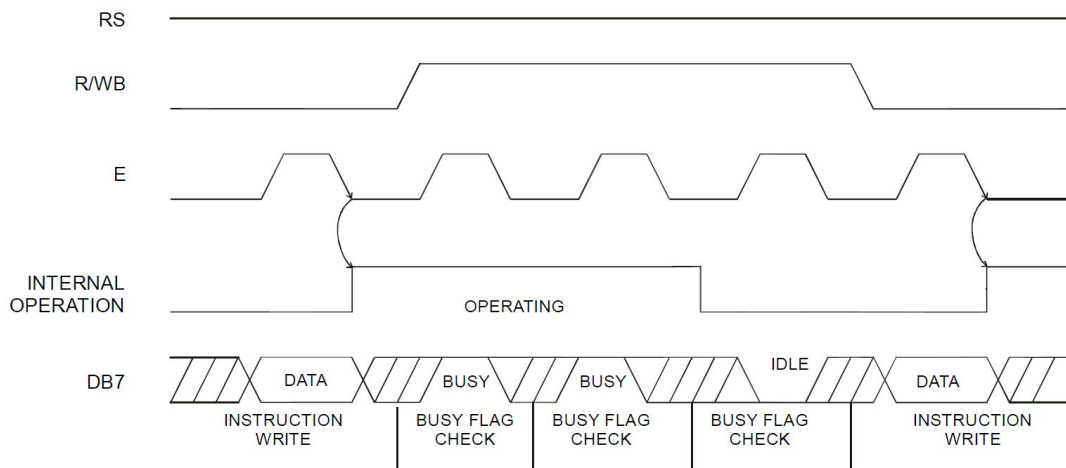 RS
R/WB
E
INTERNAL
OPERATION
OPERATING
DB7
DATA
BUSY
BUSY
IDLE
DATA
INSTRUCTION
WRITE
BUSY FLAG
CHECK
BUSY FLAG
CHECK
BUSY FLAG
CHECK
INSTRUCTION
WRITE